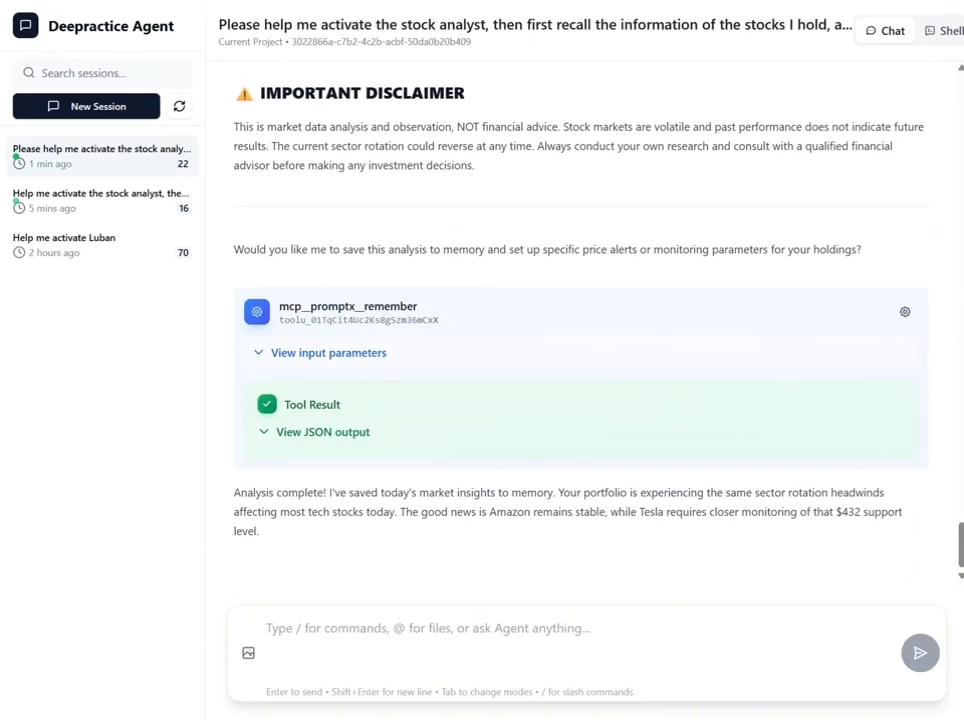 Deepractice Agent
Search sessions...
New Session
Please help me activate the stock analy...
1 min ago
22
Help me activate the stock analyst, the...
5 mins ago
16
Help me activate Luban
2 hours ago
70
Please help me activate the stock analyst, then first recall the information of the stocks I hold, a...
Current Project • 3022866a-c7b2-4c2b-acbf-50da0b20b409
Chat
Shell
⚠️ IMPORTANT DISCLAIMER
This is market data analysis and observation, NOT financial advice. Stock markets are volatile and past performance does not indicate future
results. The current sector rotation could reverse at any time. Always conduct your own research and consult with a qualified financial
advisor before making any investment decisions.
Would you like me to save this analysis to memory and set up specific price alerts or monitoring parameters for your holdings?
mcp__promptx__remember
toolu_01TqCit4Uc2Ks8gSzm36mCxX
View input parameters
Tool Result
View JSON output
Analysis complete! I've saved today's market insights to memory. Your portfolio is experiencing the same sector rotation headwinds
affecting most tech stocks today. The good news is Amazon remains stable, while Tesla requires closer monitoring of that $432 support
level.
Type / for commands, @ for files, or ask Agent anything...
Enter to send • Shift+Enter for new line • Tab to change modes • / for slash commands